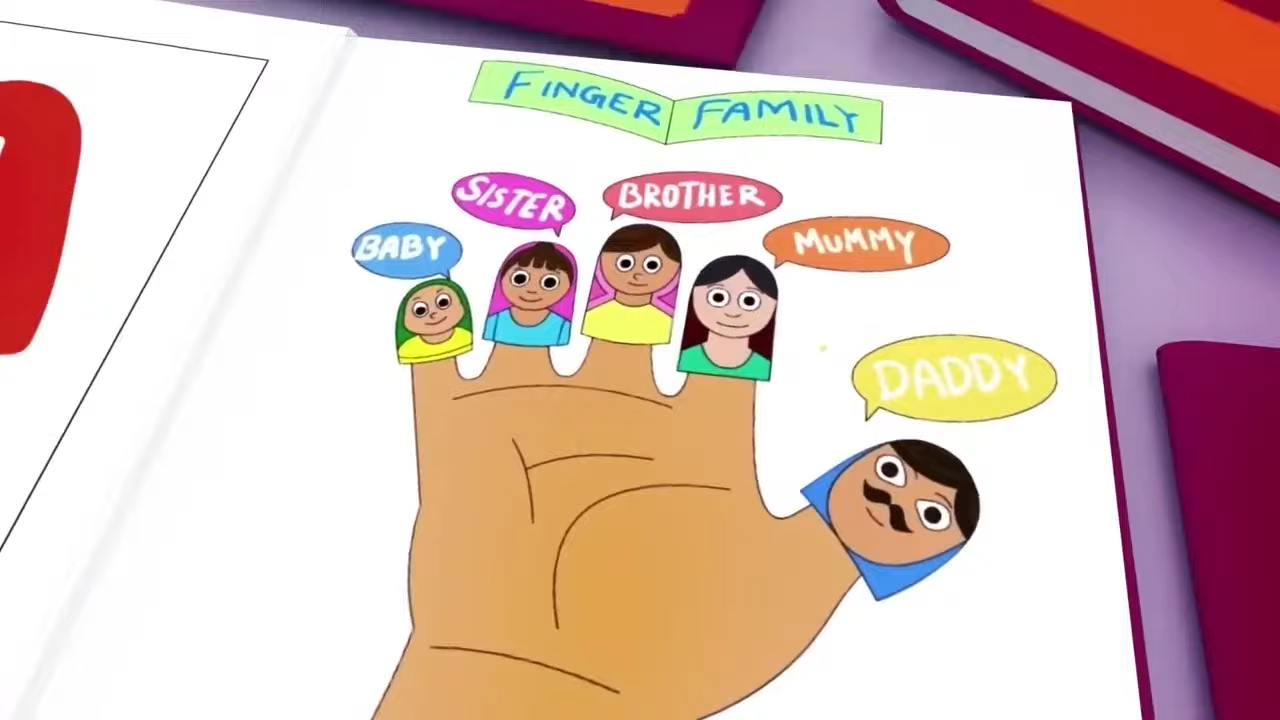 FINGER FAMILY
SISTER
BROTHER
BABY
MUMMY
DADDY